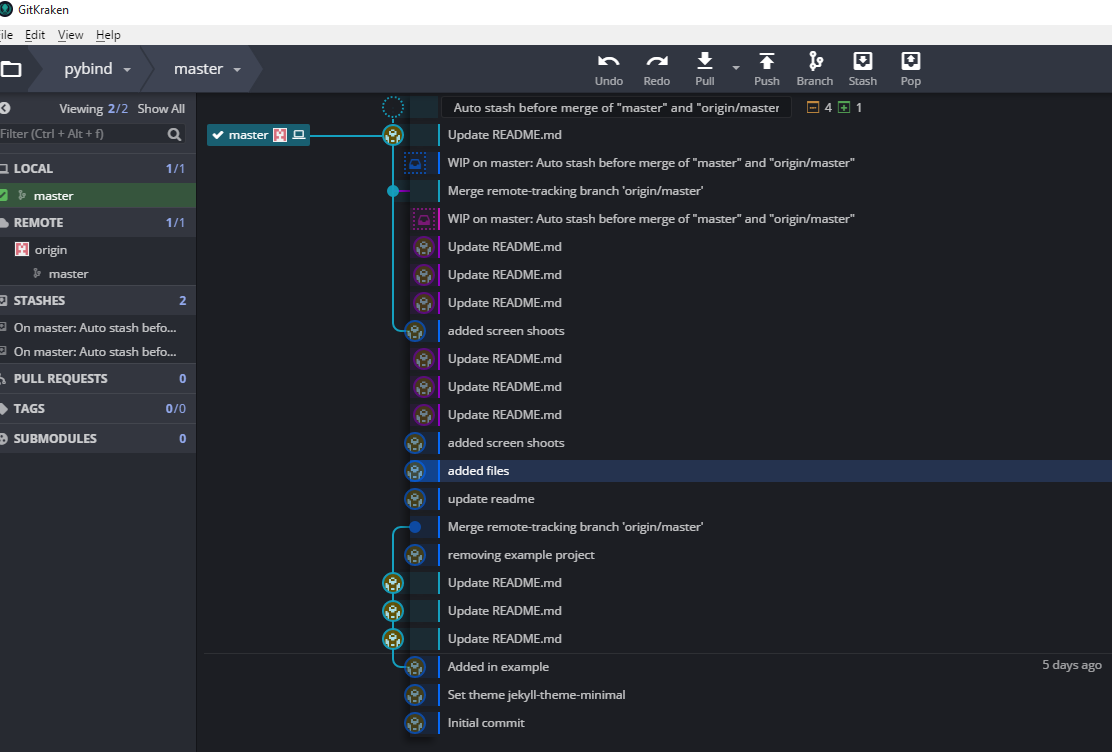 GitKraken
File Edit View Help
pybind master Undo Redo Pull Push Branch Stash Pop
Viewing 2/2 Show All
Filter (Ctrl + Alt + f)
LOCAL 1/1
master
REMOTE 1/1
origin
master
STASHES 2
On master: Auto stash befo...
On master: Auto stash befo...
PULL REQUESTS 0
TAGS 0/0
SUBMODULES 0
Auto stash before merge of "master" and "origin/master 4 1
master Update README.md
WIP on master: Auto stash before merge of "master" and "origin/master"
Merge remote-tracking branch 'origin/master'
WIP on master: Auto stash before merge of "master" and "origin/master"
Update README.md
Update README.md
Update README.md
added screen shoots
Update README.md
Update README.md
Update README.md
added screen shoots
added files
update readme
Merge remote-tracking branch 'origin/master'
removing example project
Update README.md
Update README.md
Update README.md
Added in example 5 days ago
Set theme jekyll-theme-minimal
Initial commit